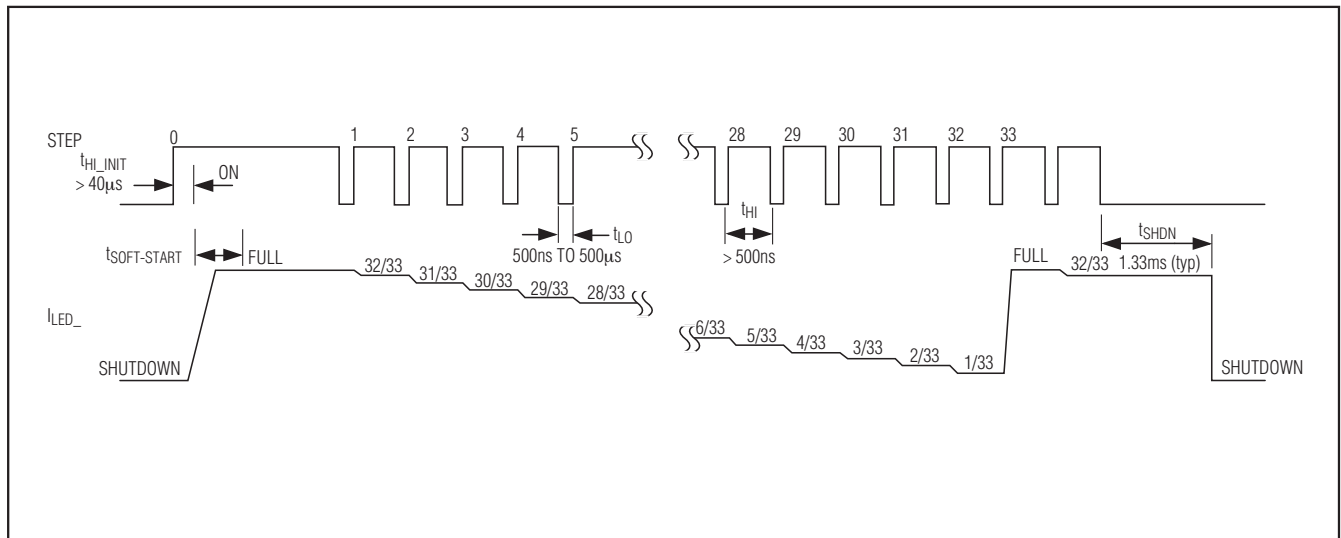 STEP 0 1 2 3 4 5 28 29 30 31 32 33
tHI_INIT
> 40μs
ON
tHI
> 500ns
tLO
500ns TO 500μs
tSHDN
1.33ms (typ)
tSOFT-START
FULL
32/33 31/33 30/33 29/33 28/33
6/33 5/33 4/33 3/33 2/33 1/33
FULL
32/33
ILED_
SHUTDOWN
SHUTDOWN